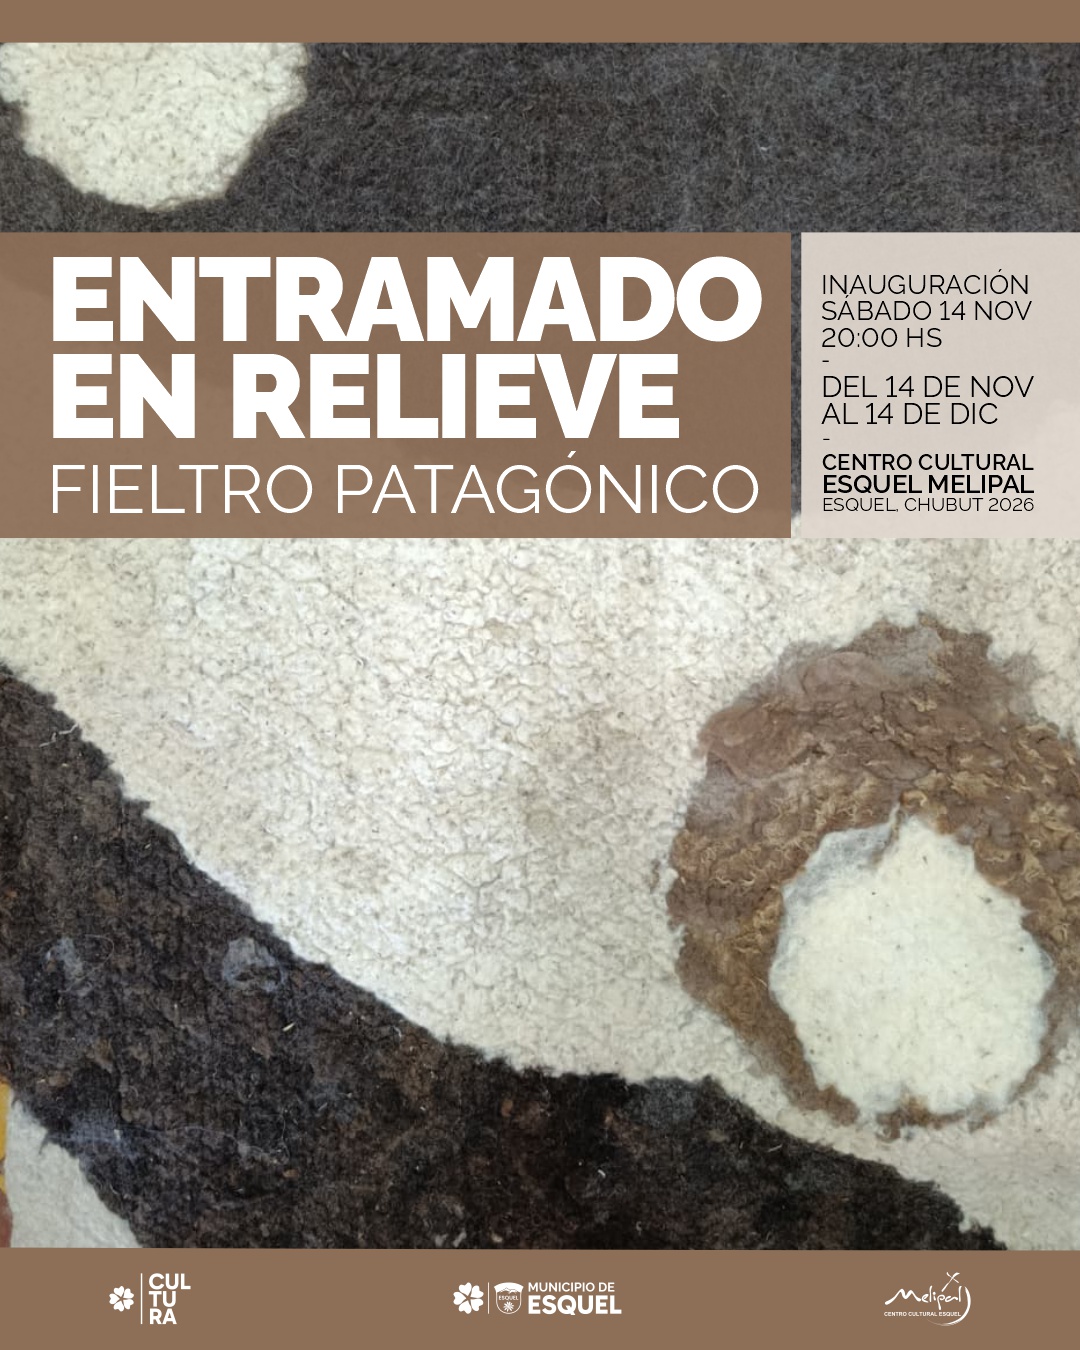 ENTRAMADO
EN RELIEVE
FIELTRO PATAGÓNICO
INAUGURACIÓN
SÁBADO 14 NOV
20:00 HS
-
DEL 14 DE NOV
AL 14 DE DIC
-
CENTRO CULTURAL
ESQUEL MELIPAL
ESQUEL, CHUBUT 2026
CUL
TU
RA
ESQUEL
MUNICIPIO DE
ESQUEL
Melipal
CENTRO CULTURAL ESQUEL